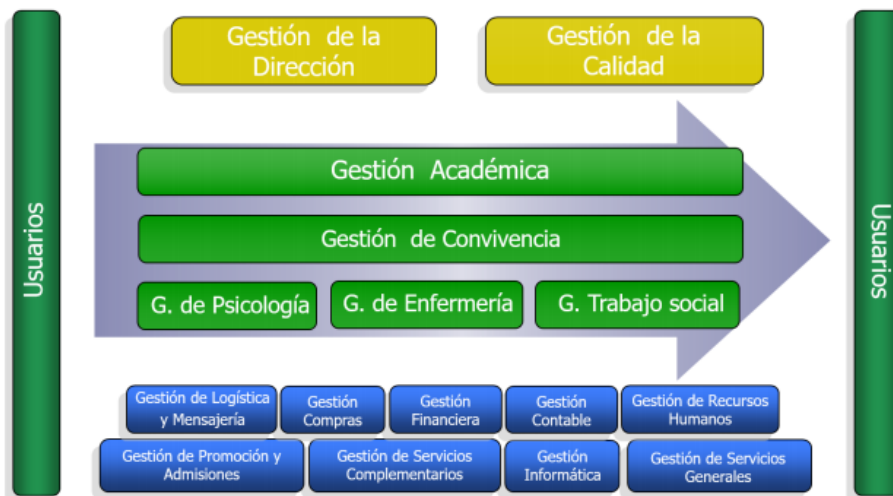 Usuarios
Gestión de la
Dirección
Gestión de la
Calidad
Gestión Académica
Gestión de Convivencia
G. de Psicología
G. de Enfermería
G. Trabajo social
Usuarios
Gestión de Logística
y Mensajería
Gestión
Compras
Gestión
Financiera
Gestión
Contable
Gestión de Recursos
Humanos
Gestión de Promoción y
Admisiones
Gestión de Servicios
Complementarios
Gestión
Informática
Gestión de Servicios
Generales